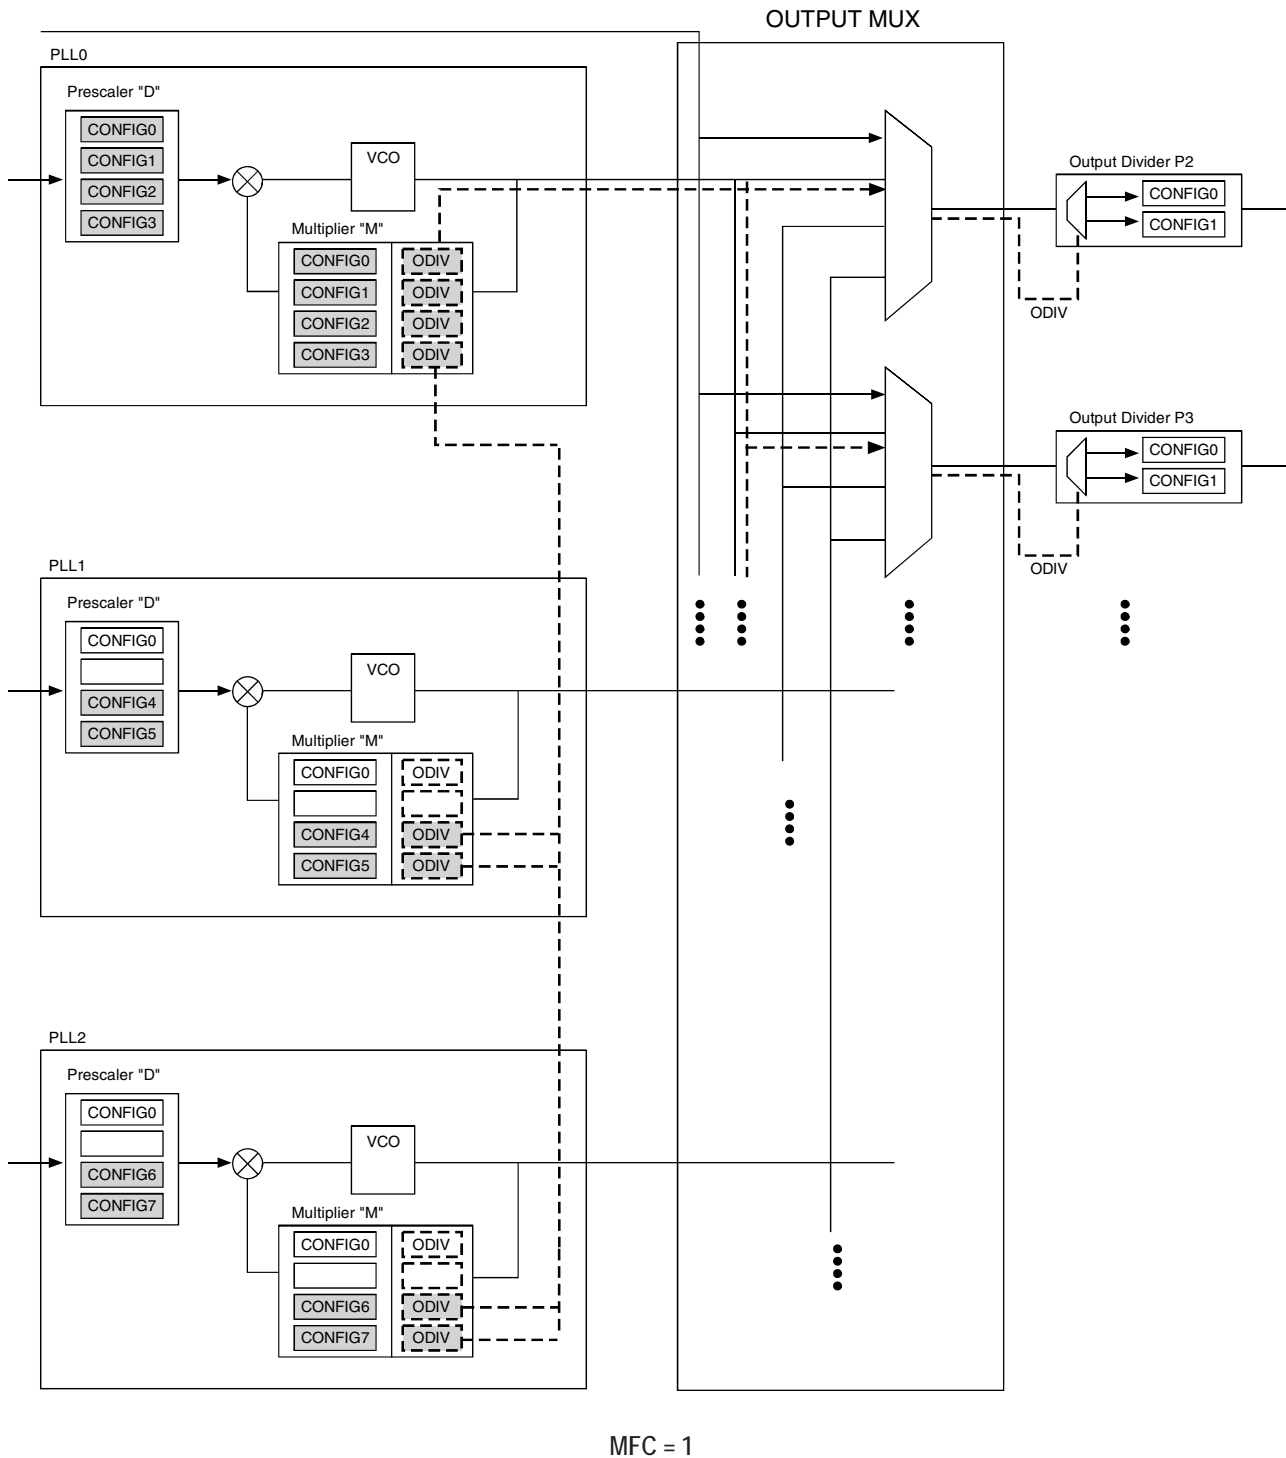 OUTPUT MUX
PLL0
Prescaler "D"
CONFIG0
CONFIG1
CONFIG2
CONFIG3
VCO
Multiplier "M"
CONFIG0 ODIV
CONFIG1 ODIV
CONFIG2 ODIV
CONFIG3 ODIV
Output Divider P2
CONFIG0
CONFIG1
ODIV
Output Divider P3
CONFIG0
CONFIG1
ODIV
PLL1
Prescaler "D"
CONFIG0
CONFIG4
CONFIG5
VCO
Multiplier "M"
CONFIG0 ODIV
CONFIG4 ODIV
CONFIG5 ODIV
PLL2
Prescaler "D"
CONFIG0
CONFIG6
CONFIG7
VCO
Multiplier "M"
CONFIG0 ODIV
CONFIG6 ODIV
CONFIG7 ODIV
MFC = 1